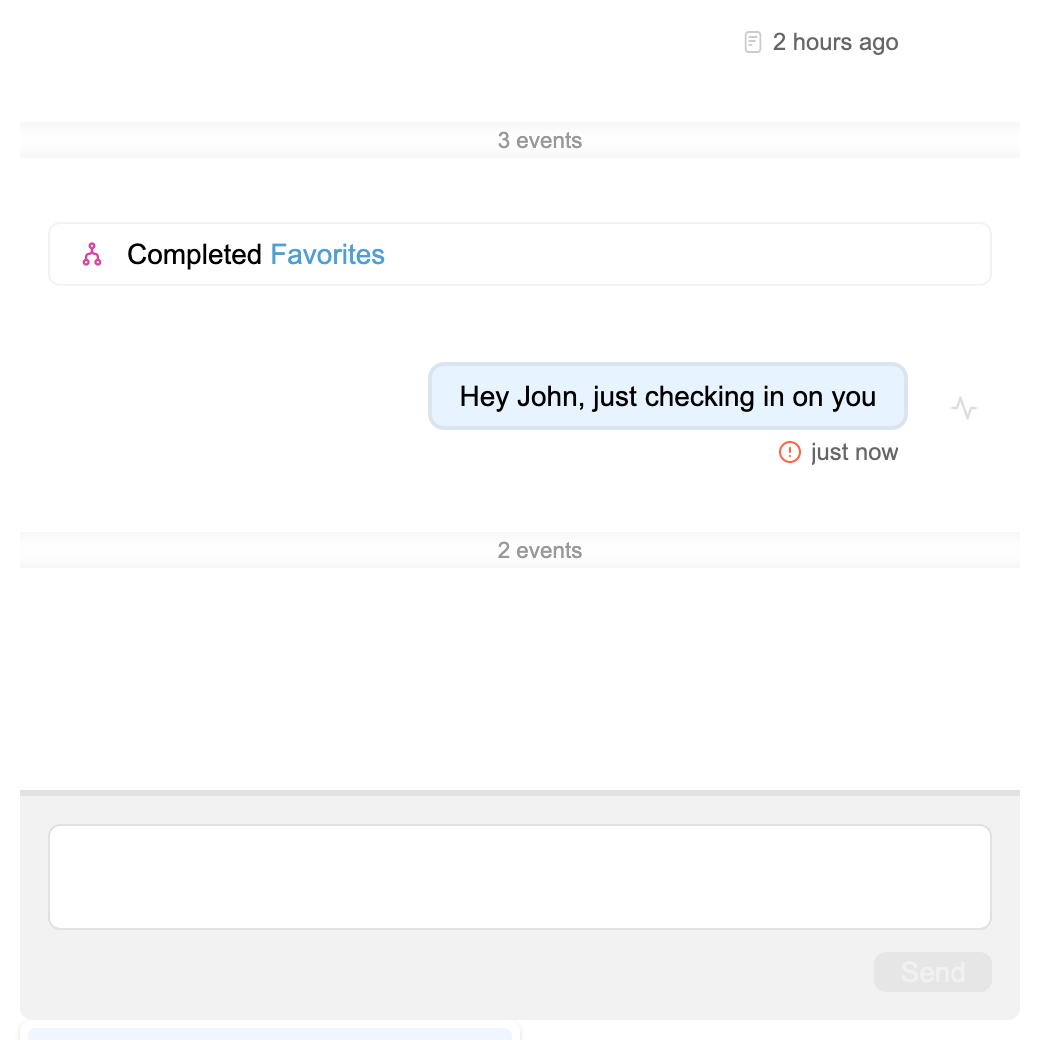 2 hours ago
3 events
Completed Favorites
Hey John, just checking in on you
just now
2 events
Send